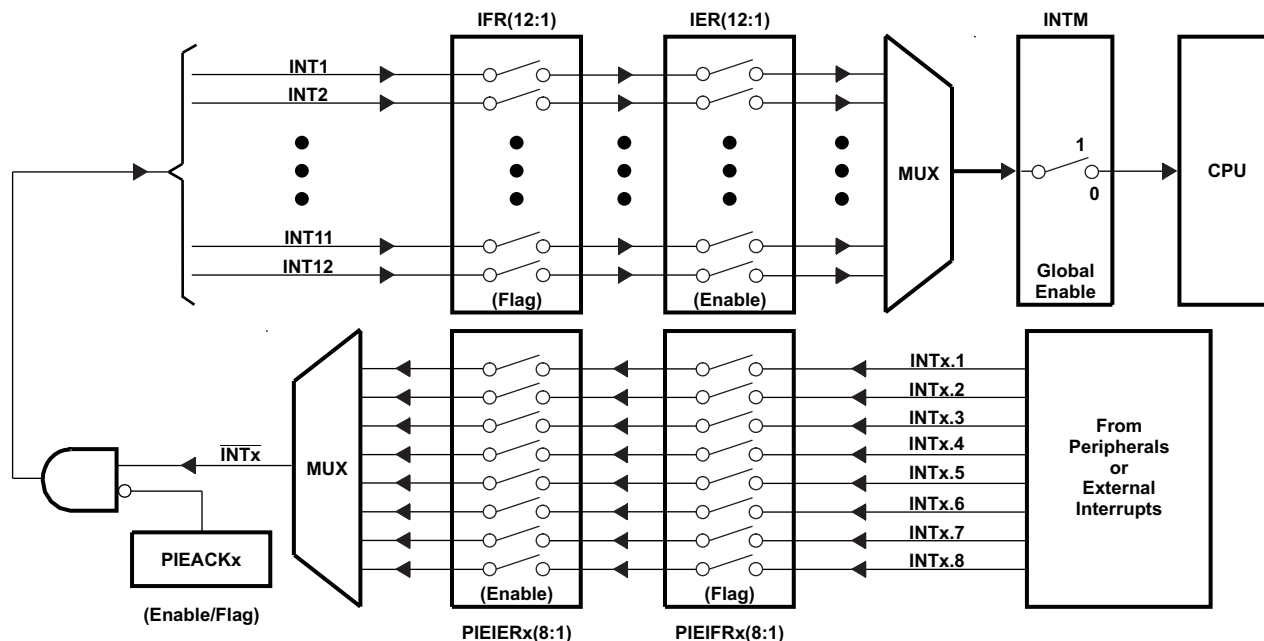 IFR(12:1)
IER(12:1)
INTM
INT1
INT2
MUX
1
0
CPU
INT11
INT12
(Flag)
(Enable)
Global
Enable
INTx.1
INTx.2
INTx.3
INTx.4
INTx.5
INTx.6
INTx.7
INTx.8
From
Peripherals
or
External
Interrupts
INTx
MUX
PIEACKx
(Enable/Flag)
(Enable)
(Flag)
PIEIERx(8:1)
PIEIFRx(8:1)